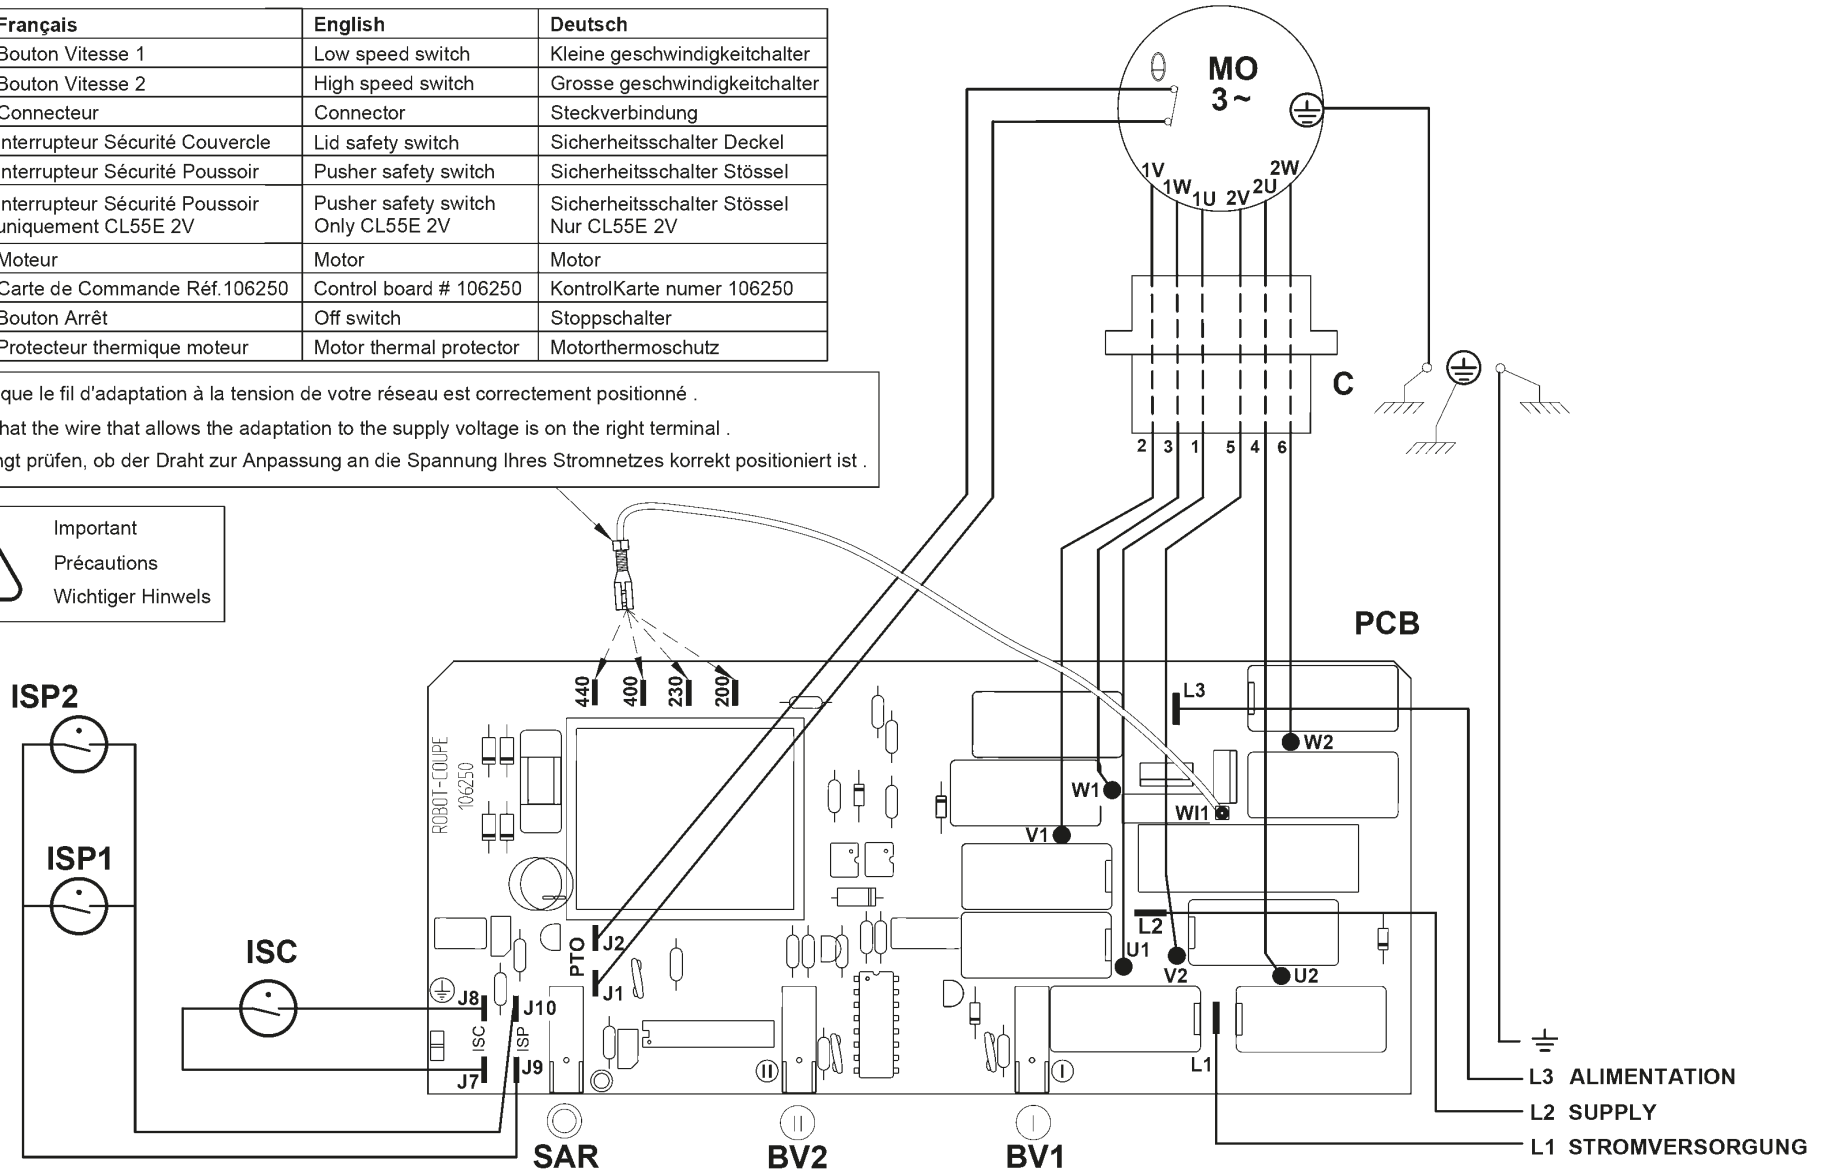 Français English Deutsch
Bouton Vitesse 1 Low speed switch Kleine geschwindigkeitchalter
Bouton Vitesse 2 High speed switch Grosse geschwindigkeitchalter
Connecteur Connector Steckverbindung
nterrupteur Sécurité Couvercle Lid safety switch Sicherheitsschalter Deckel
nterrupteur Sécurité Poussoir Pusher safety switch Sicherheitsschalter Stössel
nterrupteur Sécurité Poussoir Pusher safety switch Sicherheitsschalter Stössel
uniquement CL55E 2V Only CL55E 2V Nur CL55E 2V
Moteur Motor Motor
Carte de Commande Réf.106250 Control board # 106250 KontrolKarte numer 106250
Bouton Arrêt Off switch Stoppschalter
Protecteur thermique moteur Motor thermal protector Motorthermoschutz
que le fil d'adaptation à la tension de votre réseau est correctement positionné .
hat the wire that allows the adaptation to the supply voltage is on the right terminal .
ngt prüfen, ob der Draht zur Anpassung an die Spannung Ihres Stromnetzes korrekt positioniert ist .
Important
Précautions
Wichtiger Hinwels
MO
3~
θ
1V 1W 1U 2V 2U 2W
C
2 3 1 5 4 6
PCB
440 400 230 200
L3
ISP2
W2
ROBOT-COUPE
106250
W1
WI1
V1
ISP1
L2
PTO
J2
U1
V2
U2
ISC
J1
J8
J10
ISC
ISP
J7
J9
II
I
L1
L3 ALIMENTATION
L2 SUPPLY
L1 STROMVERSORGUNG
II
I
SAR
BV2
BV1